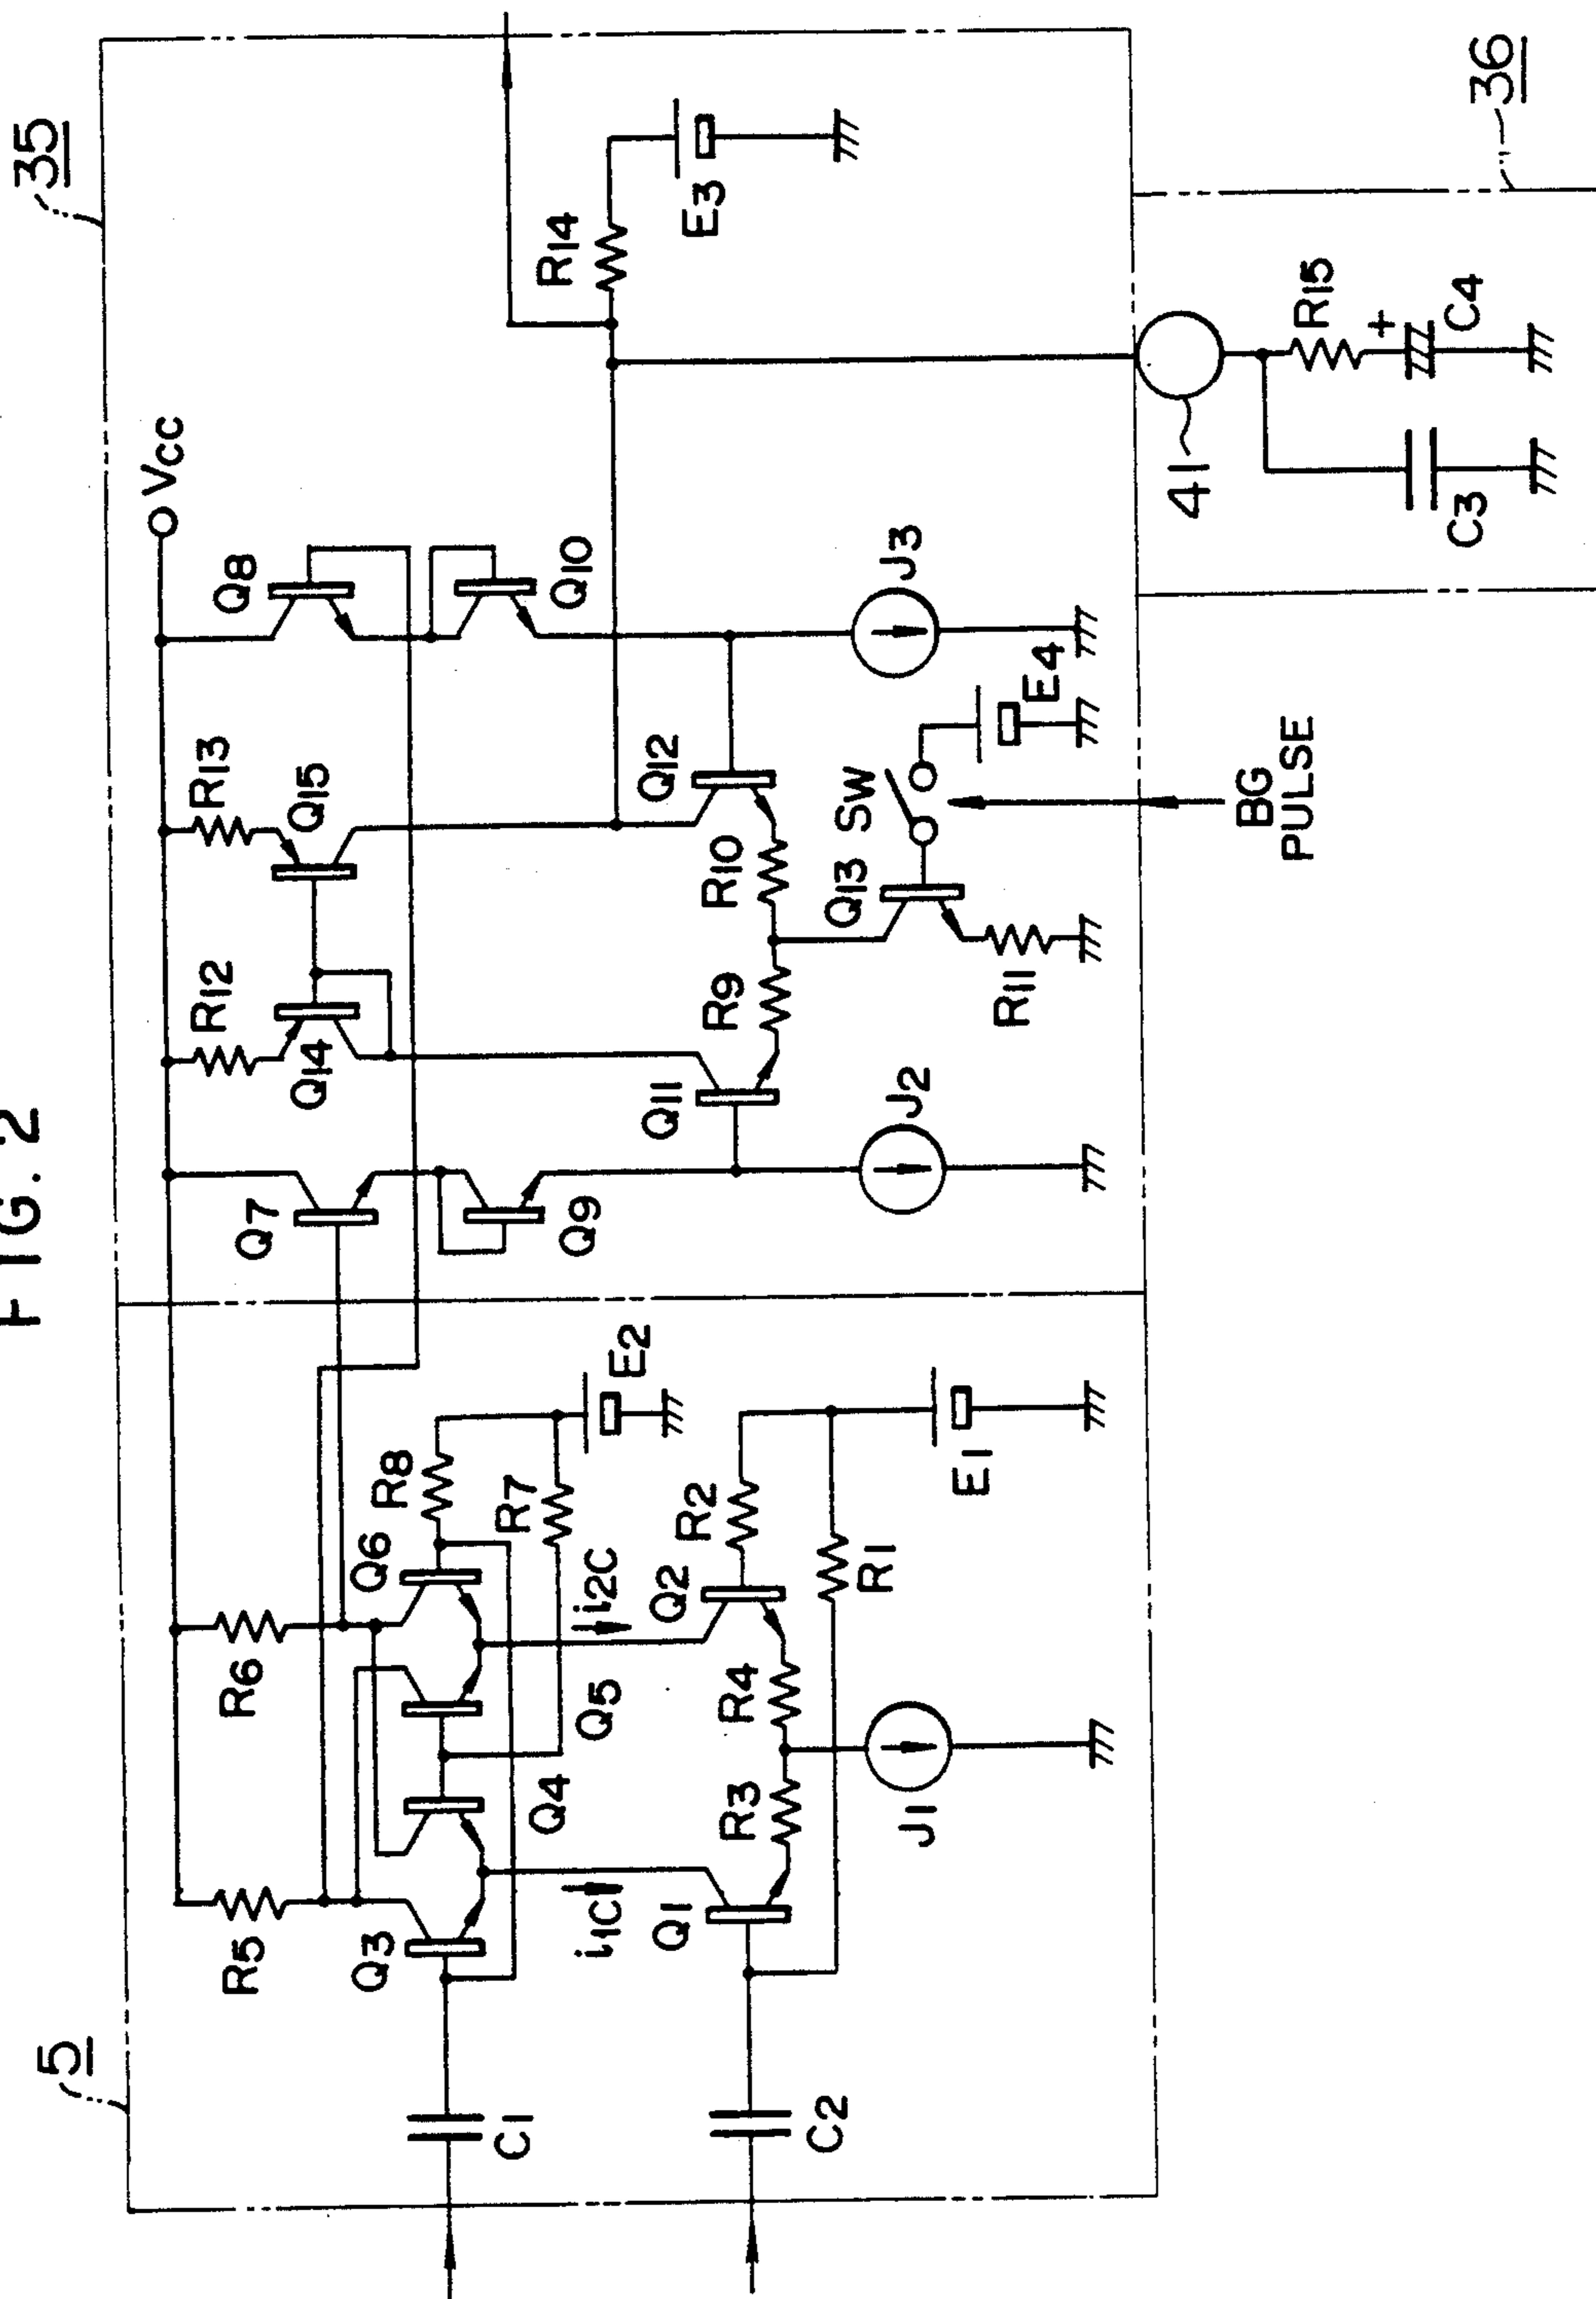 FIG. 2
35
5
36
Vcc
R5
R6
Q3
Q4
Q5
Q6
R8
R7
E2
i1C
i2C
Q1
Q2
R2
R1
R3
R4
E1
J1
C1
C2
Q7
Q9
Q8
Q10
R12
R13
Q14
Q15
Q11
Q12
R9
R10
Q13
SW
R11
J2
J3
E4
BG
PULSE
R14
E3
41
R15
+
C4
C3